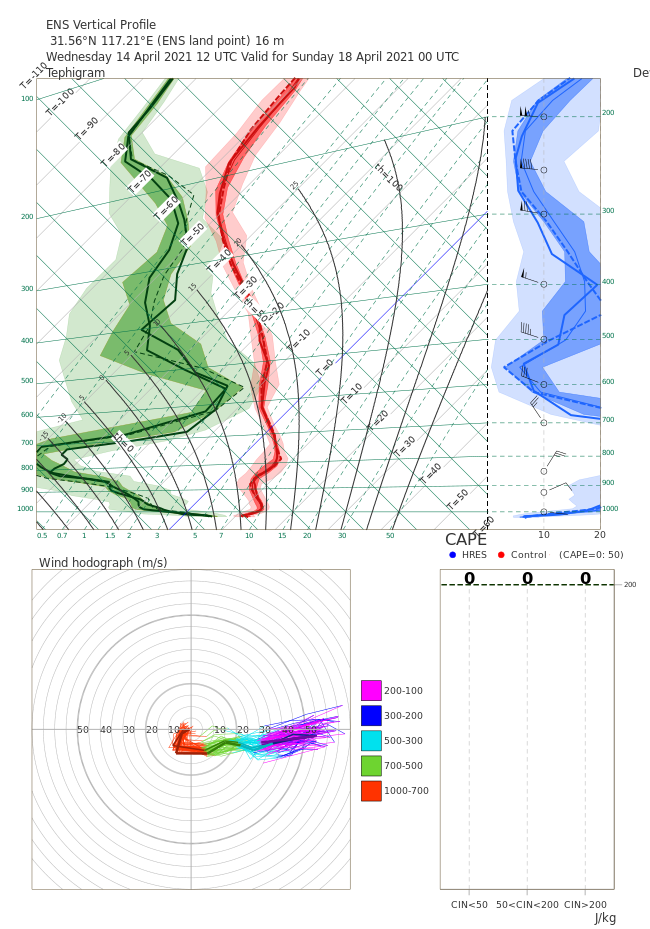 ENS Vertical Profile
31.56°N 117.21°E (ENS land point) 16 m
Wednesday 14 April 2021 12 UTC Valid for Sunday 18 April 2021 00 UTC
Tephigram
De
T=-110
T=-100
T=-90
T=-80
T=-70
T=-60
T=-50
T=-40
T=-30
T=-20
T=-10
T=0
T=10
T=20
T=30
T=40
T=50
T=60
th=100
th=50
th=0
100
200
300
400
500
600
700
800
900
1000
0.5 0.7 1 1.5 2 3 5 7 10 15 20 30 50
200
300
400
500
600
700
800
900
1000
10 20
CAPE
HRES Control (CAPE=0: 50)
0 0 0
200
CIN<50 50<CIN<200 CIN>200
J/kg
Wind hodograph (m/s)
50 40 30 20 10 10 20 30 40 50
200-100
300-200
500-300
700-500
1000-700